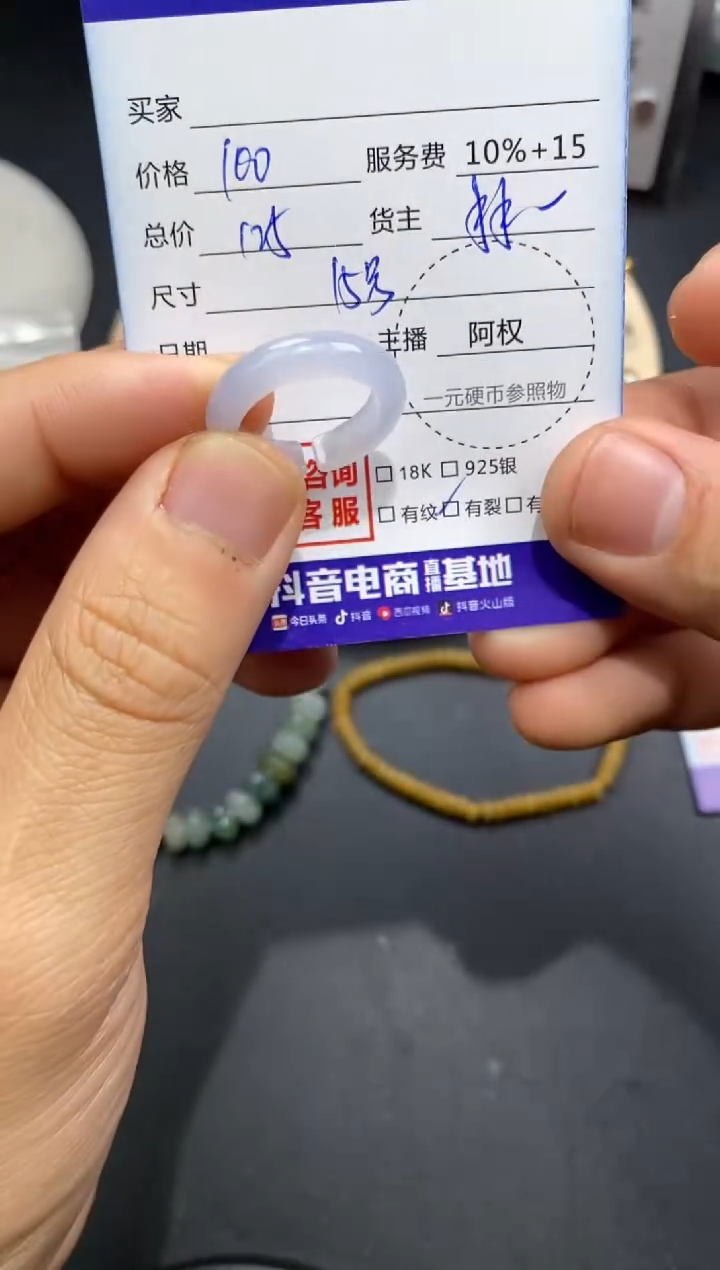 买家
价格 100 服务费 10%+15
总价 125 货主
尺寸 15号
日期 主播 阿权
一元硬币参照物
咨询 □ 18K □ 925银
客服 □ 有纹 □ 有裂 □ 有
抖音电商直播基地
今日头条 抖音 西瓜视频 抖音火山版